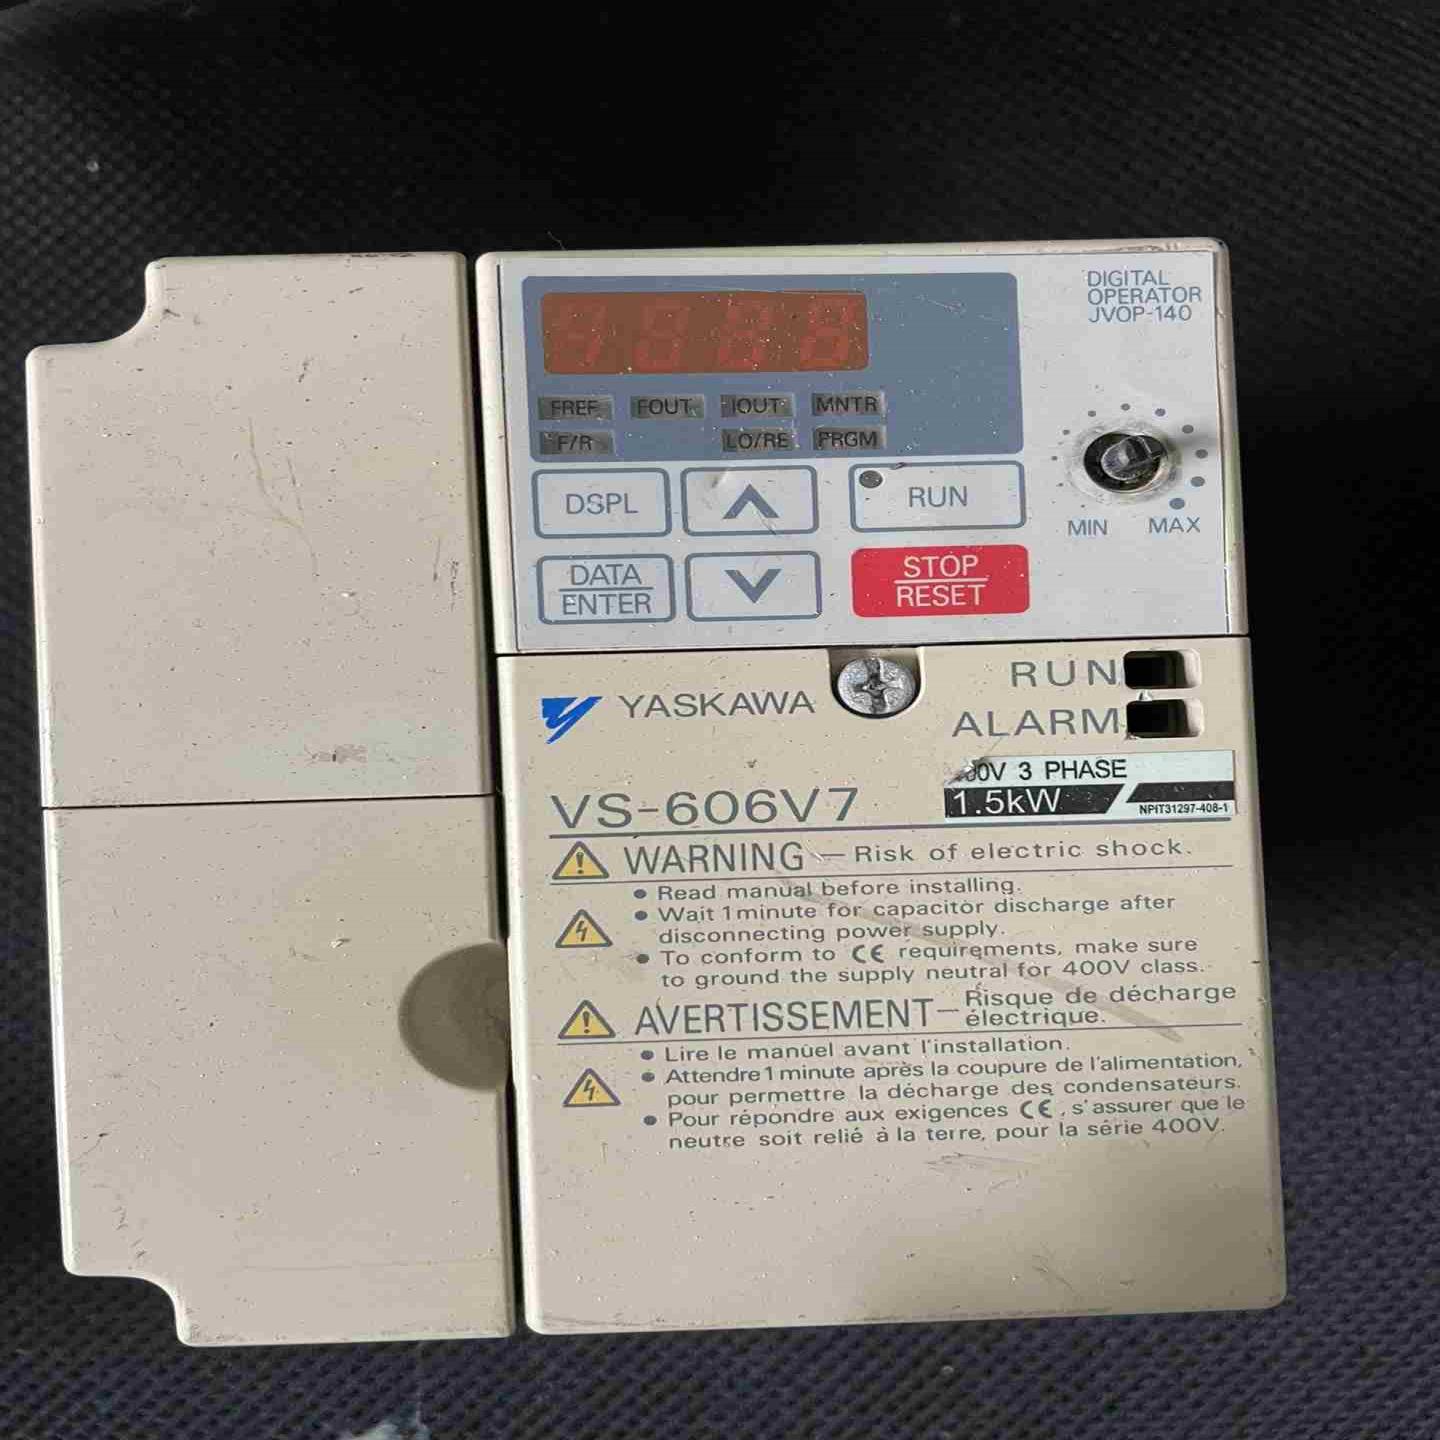 DIGITAL
OPERATOR
JVOP-140
FREF FOUT IOUT MNTR
F/R LO/RE PRGM
DSPL RUN
MIN MAX
DATA
ENTER
STOP
RESET
YASKAWA
RUN
ALARM
3 PHASE
VS-606V7
1.5kW
NPIT31297-408-1
WARNING — Risk of electric shock.
● Read manual before installing.
● Wait 1 minute for capacitor discharge after
disconnecting power supply.
● To conform to CE requirements, make sure
to ground the supply neutral for 400V class.
AVERTISSEMENT — Risque de décharge
électrique.
● Lire le manuel avant l'installation.
● Attendre 1 minute après la coupure de l'alimentation,
pour permettre la décharge des condensateurs.
● Pour répondre aux exigences CE, s'assurer que le
neutre soit relié à la terre, pour la série 400V.